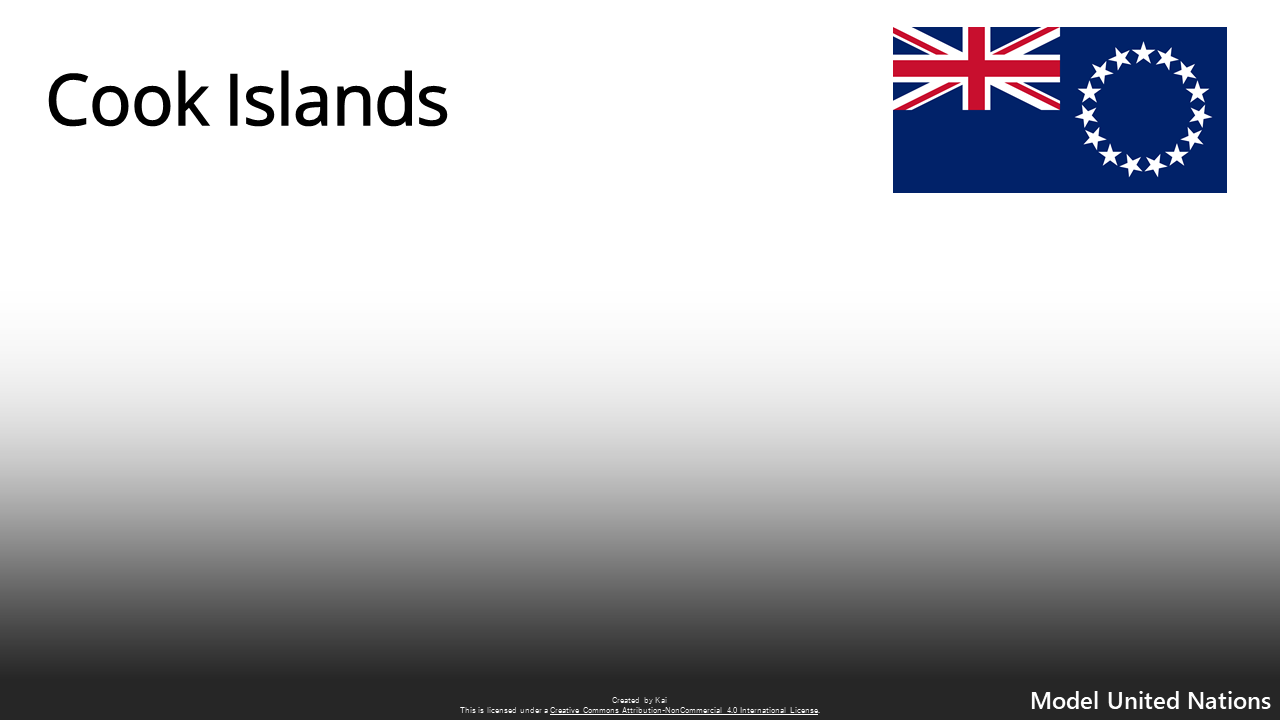 Cook Islands
Created by Kai
This is licensed under a Creative Commons Attribution-NonCommercial 4.0 International License.
Model United Nations